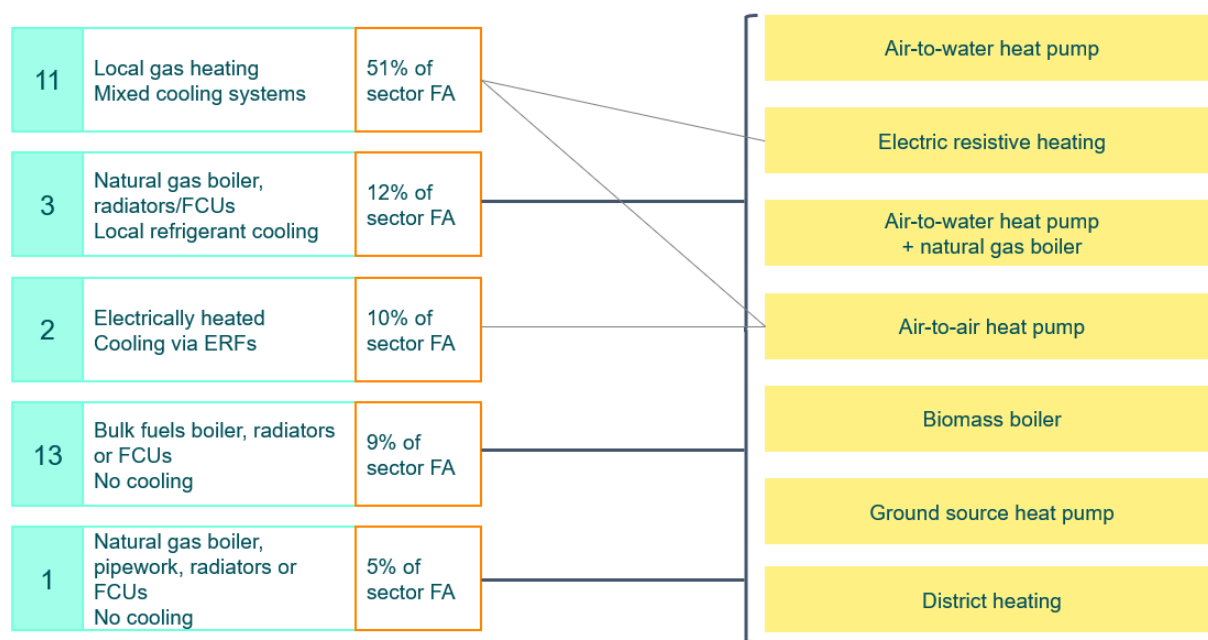 11
Local gas heating
Mixed cooling systems
51% of
sector FA
3
Natural gas boiler,
radiators/FCUs
Local refrigerant cooling
12% of
sector FA
2
Electrically heated
Cooling via ERFs
10% of
sector FA
13
Bulk fuels boiler, radiators
or FCUs
No cooling
9% of
sector FA
1
Natural gas boiler,
pipework, radiators or
FCUs
No cooling
5% of
sector FA
Air-to-water heat pump
Electric resistive heating
Air-to-water heat pump
+ natural gas boiler
Air-to-air heat pump
Biomass boiler
Ground source heat pump
District heating